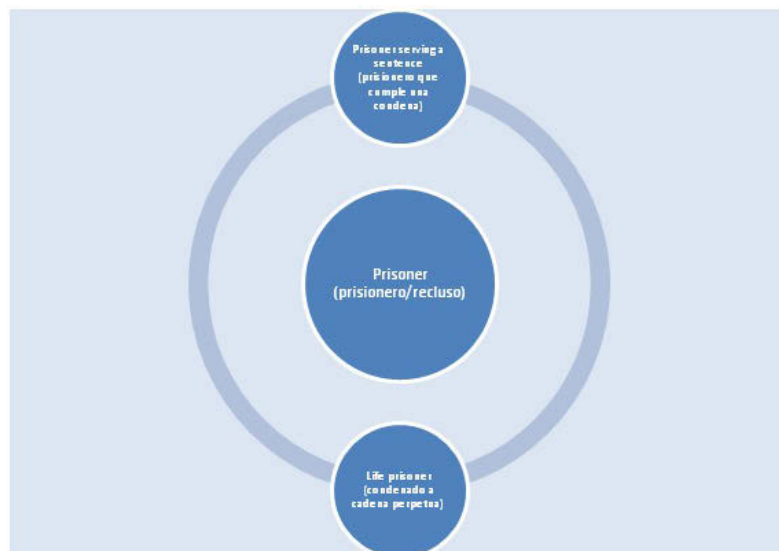 Prisoner serving a
sentence
(prisionero que
cumple una
condena)
Prisoner
(prisionero/recluso)
Life prisoner
(condenado a
cadena perpetua)